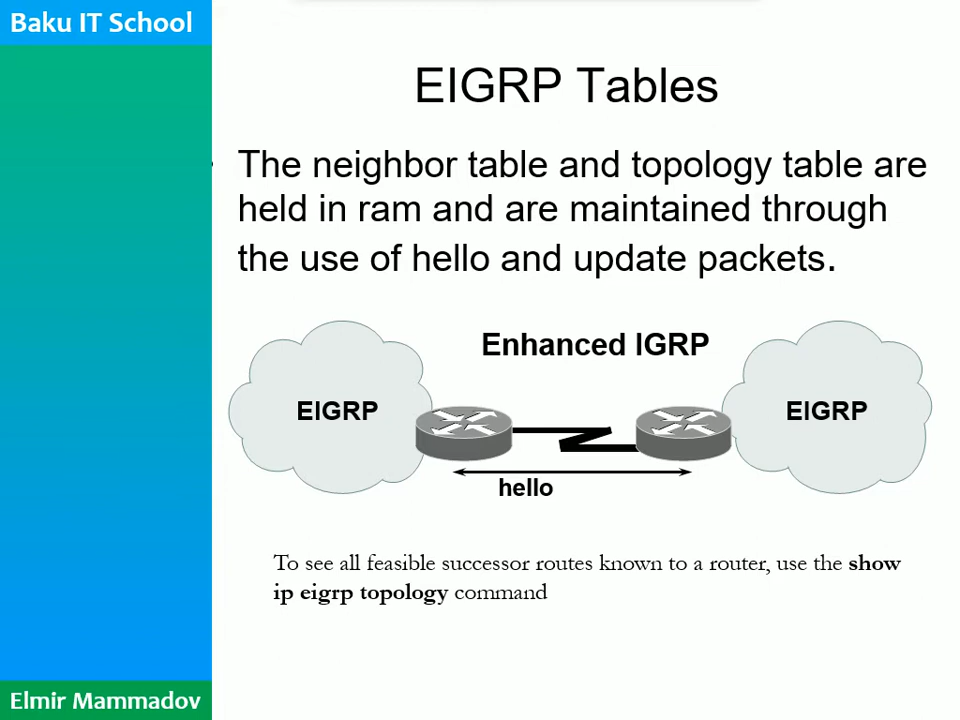 Baku IT School
EIGRP Tables
• The neighbor table and topology table are
held in ram and are maintained through
the use of hello and update packets.
Enhanced IGRP
EIGRP
EIGRP
hello
To see all feasible successor routes known to a router, use the show
ip eigrp topology command
Elmir Mammadov